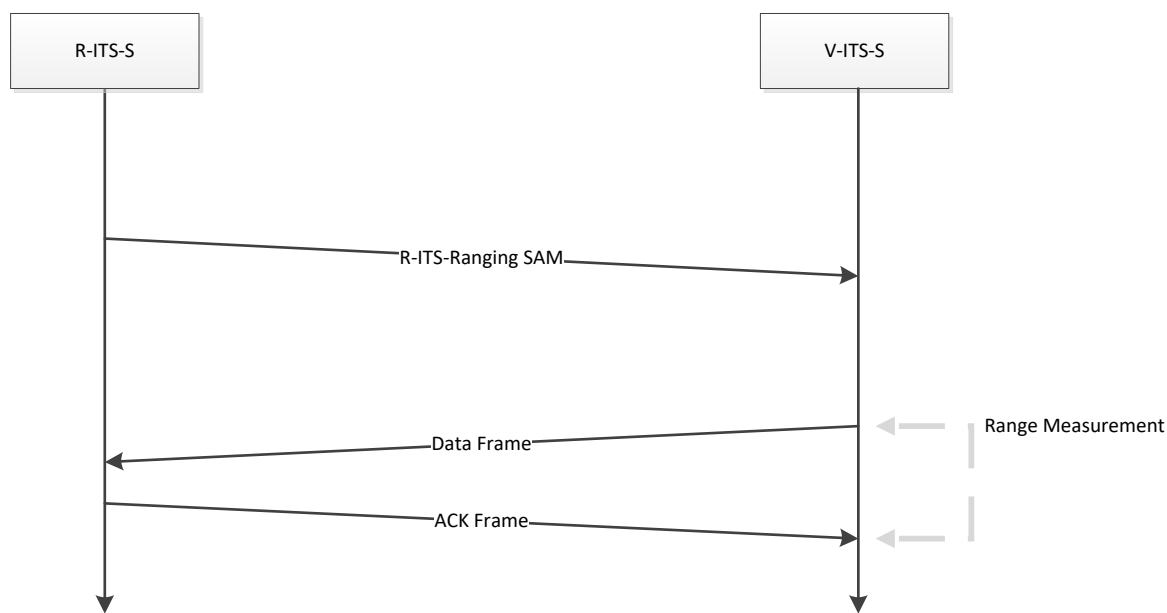 R-ITS-S
V-ITS-S
R-ITS-Ranging SAM
Data Frame
Range Measurement
ACK Frame